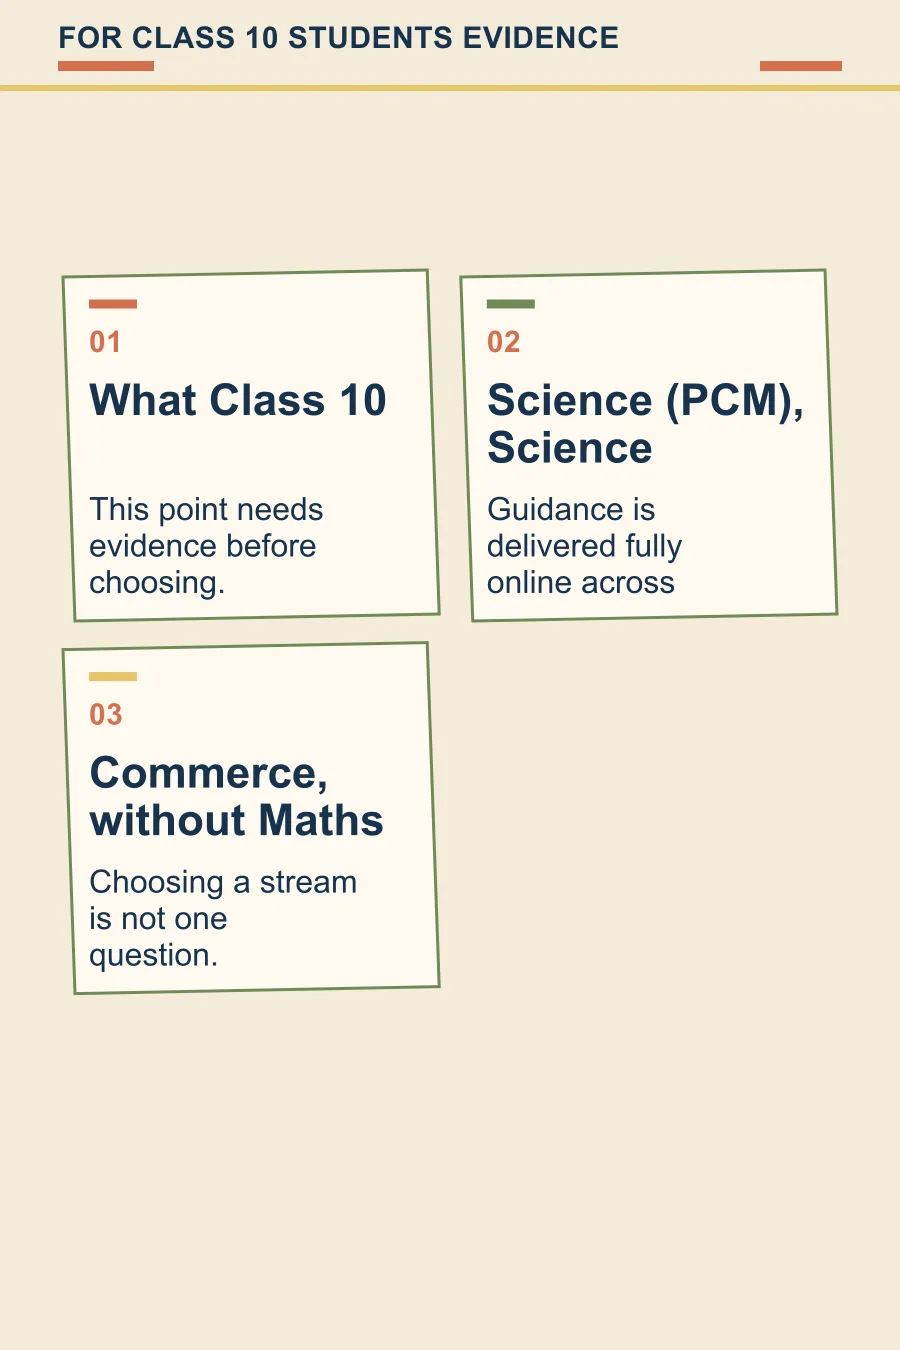 FOR CLASS 10 STUDENTS EVIDENCE
01
What Class 10
This point needs
evidence before
choosing.
02
Science (PCM),
Science
Guidance is
delivered fully
online across
03
Commerce,
without Maths
Choosing a stream
is not one
question.